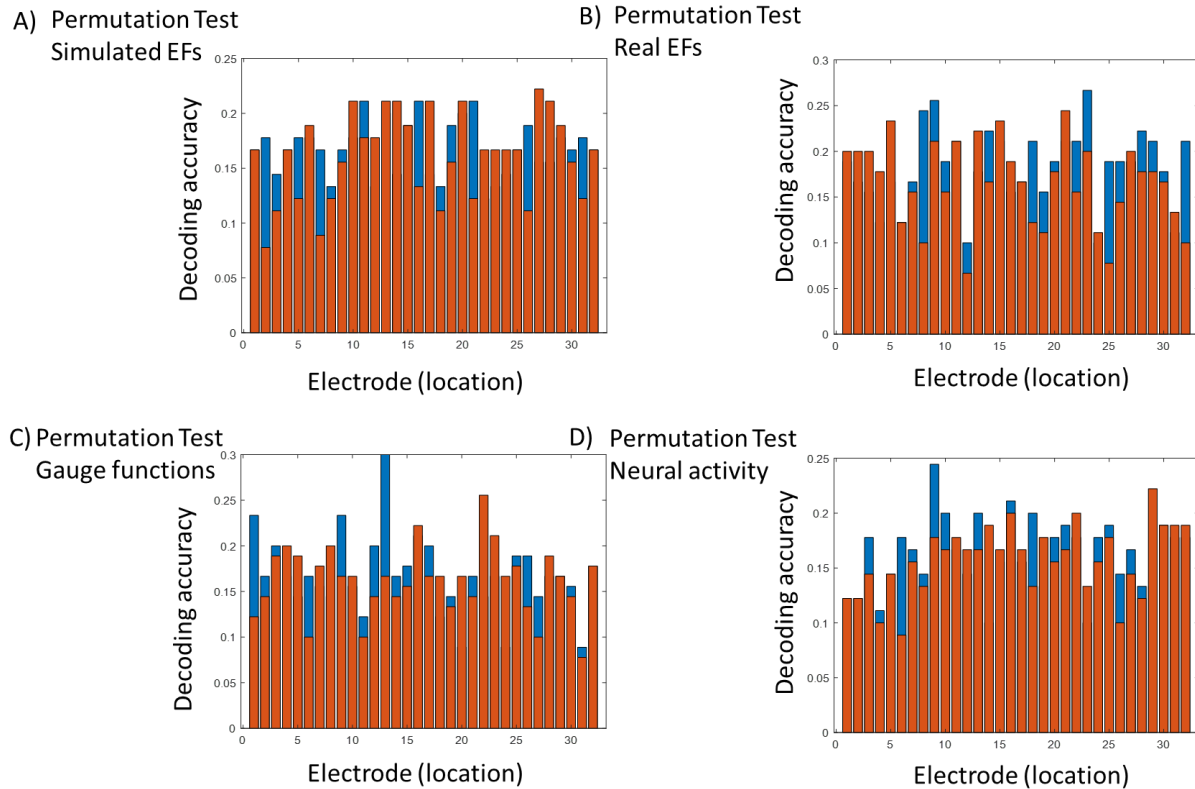 A) Permutation Test
Simulated EFs
0.25
0.2
0.15
0.1
0.05
0
Decoding accuracy
0 5 10 15 20 25 30
Electrode (location)
B) Permutation Test
Real EFs
0.3
0.25
0.2
0.15
0.1
0.05
0
Decoding accuracy
0 5 10 15 20 25 30
Electrode (location)
C) Permutation Test
Gauge functions
0.3
0.25
0.2
0.15
0.1
0.05
0
Decoding accuracy
0 5 10 15 20 25 30
Electrode (location)
D) Permutation Test
Neural activity
0.25
0.2
0.15
0.1
0.05
0
Decoding accuracy
0 5 10 15 20 25 30
Electrode (location)